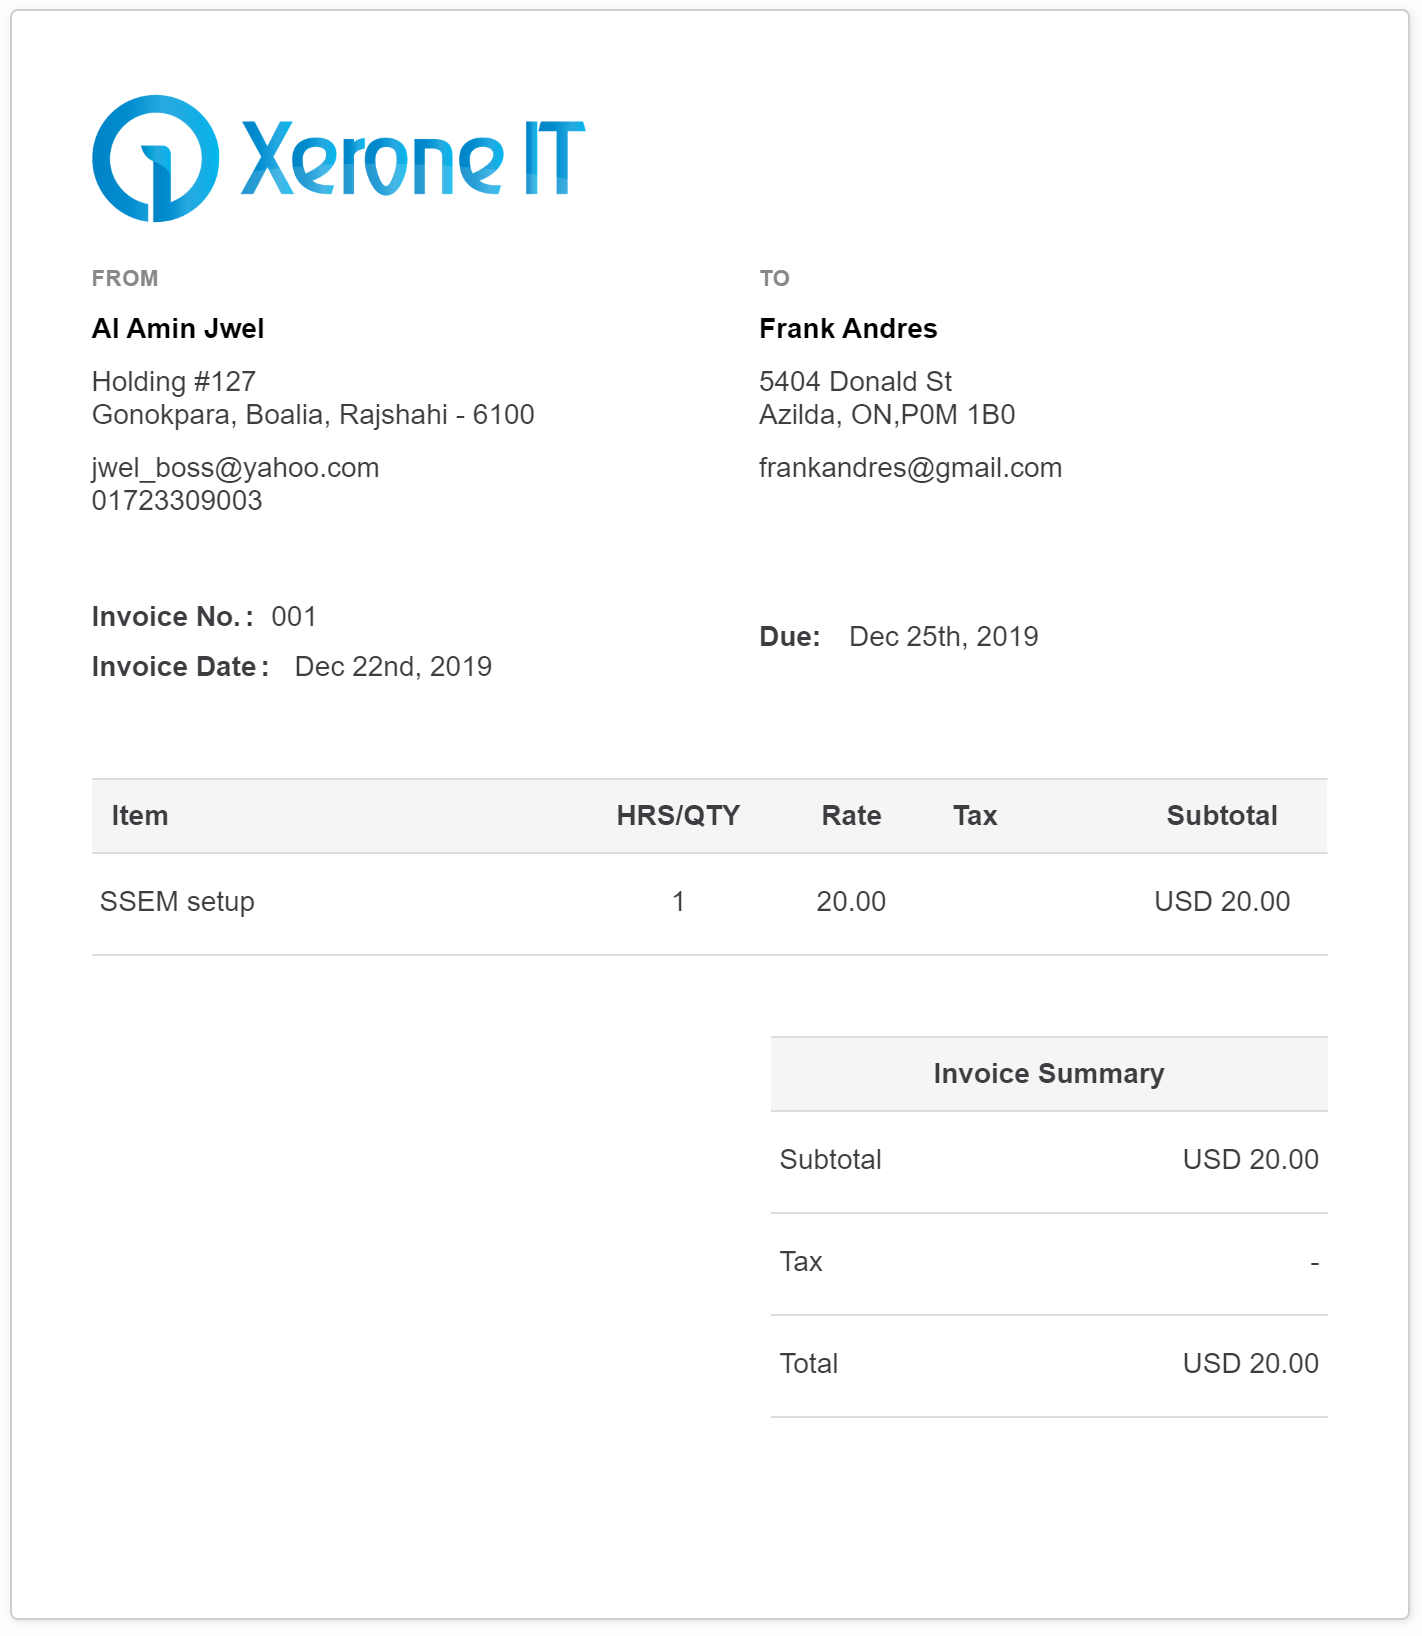 Xerone IT
FROM
Al Amin Jwel
Holding #127
Gonokpara, Boalia, Rajshahi - 6100
jwel_boss@yahoo.com
01723309003
TO
Frank Andres
5404 Donald St
Azilda, ON,P0M 1B0
frankandres@gmail.com
Invoice No.: 001
Invoice Date: Dec 22nd, 2019
Due: Dec 25th, 2019
Item HRS/QTY Rate Tax Subtotal
SSEM setup 1 20.00 USD 20.00
Invoice Summary
Subtotal USD 20.00
Tax -
Total USD 20.00